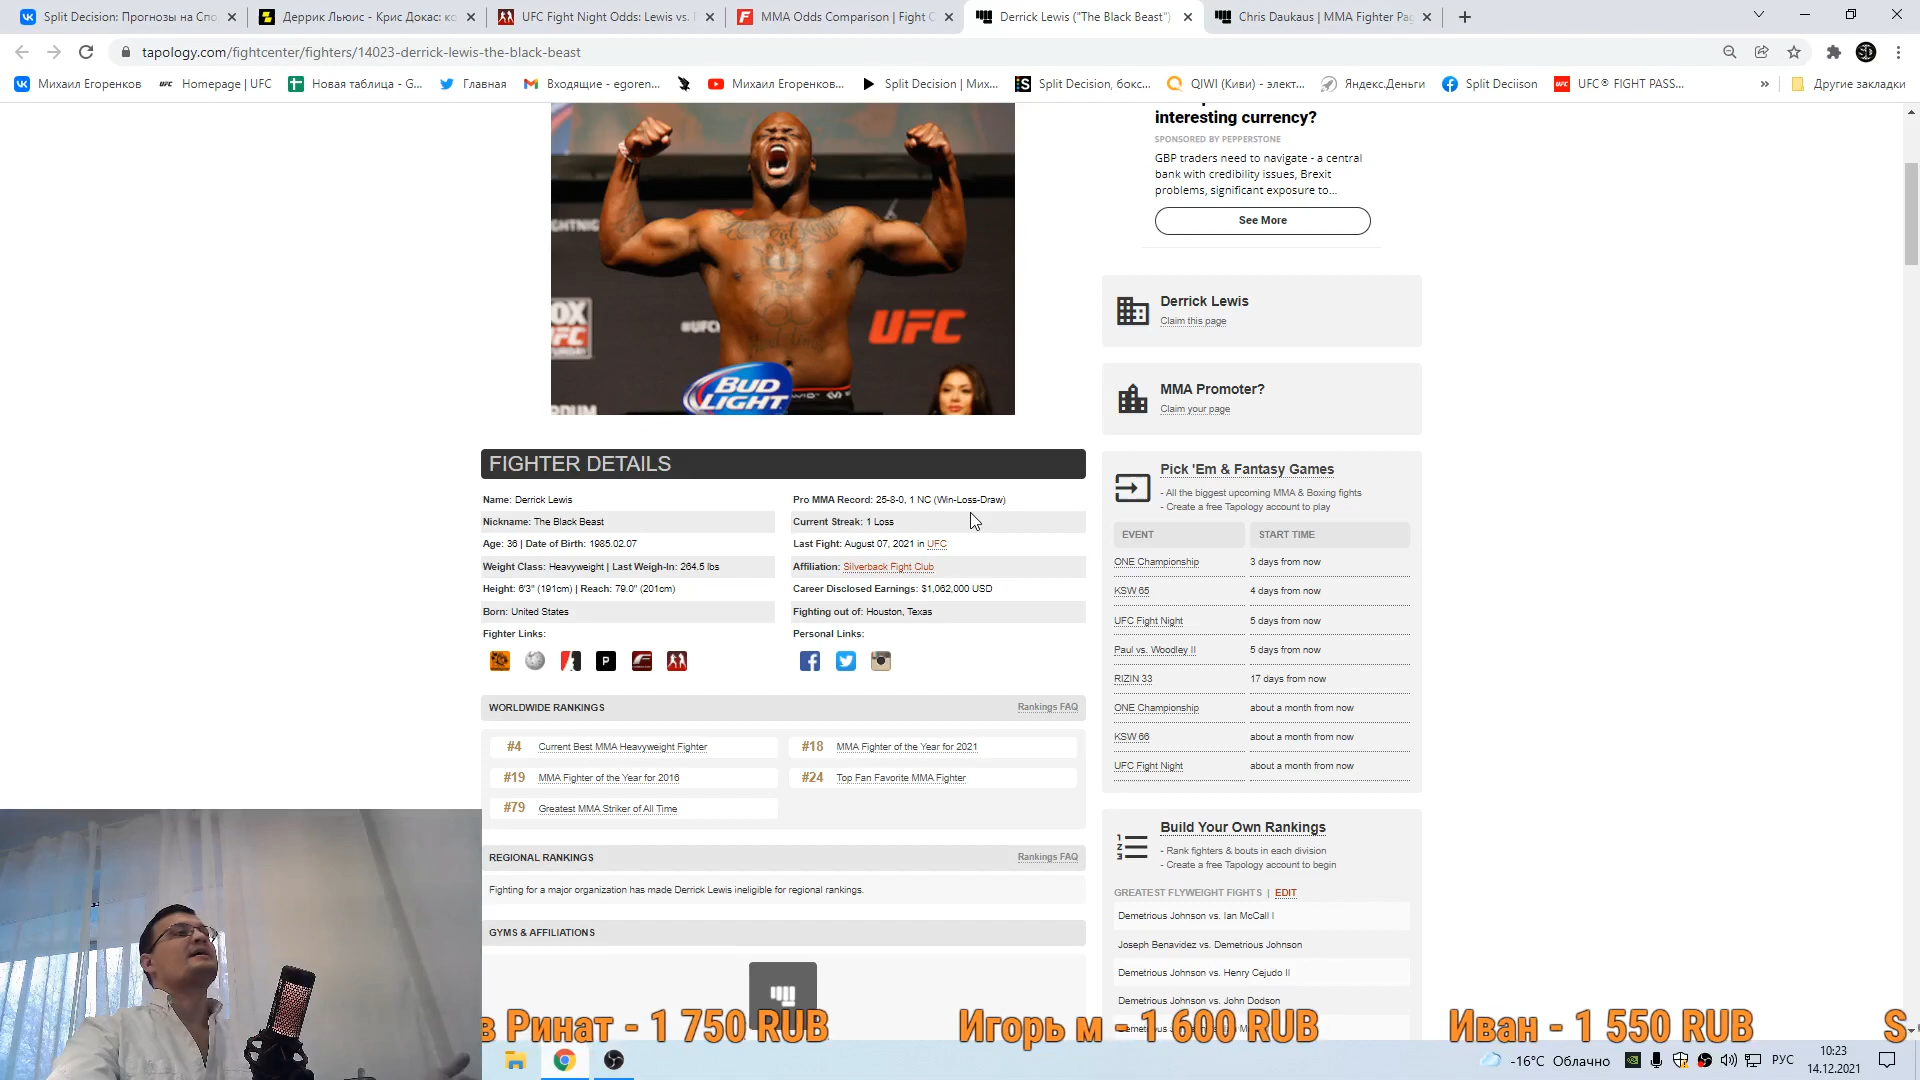 Split Decision: Прогнозы на Спо
Деррик Льюис - Крис Докас: ко
UFC Fight Night Odds: Lewis vs.
MMA Odds Comparison | Fight
Derrick Lewis ("The Black Beast")
Chris Daukaus | MMA Fighter Pag
tapology.com/fightcenter/fighters/14023-derrick-lewis-the-black-beast
Михаил Егоренков
Homepage | UFC
Новая таблица - G...
Главная
Входящие - egoren...
Михаил Егоренков...
Split Decision | Мих...
Split Decision, бокс...
QIWI (Киви) - элект...
Яндекс.Деньги
Split Deciison
UFC® FIGHT PASS...
Другие закладки
UFC
#UFC
BUD
LIGHT
interesting currency?
SPONSORED BY PEPPERSTONE
GBP traders need to navigate - a central
bank with credibility issues, Brexit
problems, significant exposure to...
See More
Derrick Lewis
Claim this page
MMA Promoter?
Claim your page
FIGHTER DETAILS
Name: Derrick Lewis
Pro MMA Record: 25-8-0, 1 NC (Win-Loss-Draw)
Nickname: The Black Beast
Current Streak: 1 Loss
Age: 36 | Date of Birth: 1985.02.07
Last Fight: August 07, 2021 in UFC
Weight Class: Heavyweight | Last Weigh-In: 264.5 lbs
Affiliation: Silverback Fight Club
Height: 6'3" (191cm) | Reach: 79.0" (201cm)
Career Disclosed Earnings: $1,062,000 USD
Born: United States
Fighting out of: Houston, Texas
Fighter Links:
Personal Links:
WORLDWIDE RANKINGS
Rankings FAQ
#4 Current Best MMA Heavyweight Fighter
#18 MMA Fighter of the Year for 2021
#19 MMA Fighter of the Year for 2016
#24 Top Fan Favorite MMA Fighter
#79 Greatest MMA Striker of All Time
REGIONAL RANKINGS
Rankings FAQ
Fighting for a major organization has made Derrick Lewis ineligible for regional rankings.
GYMS & AFFILIATIONS
Pick 'Em & Fantasy Games
- All the biggest upcoming MMA & Boxing fights
- Create a free Tapology account to play
EVENT START TIME
ONE Championship 3 days from now
KSW 65 4 days from now
UFC Fight Night 5 days from now
Paul vs. Woodley II 5 days from now
RIZIN 33 17 days from now
ONE Championship about a month from now
KSW 66 about a month from now
UFC Fight Night about a month from now
Build Your Own Rankings
- Rank fighters & bouts in each division
- Create a free Tapology account to begin
GREATEST FLYWEIGHT FIGHTS | EDIT
Demetrious Johnson vs. Ian McCall I
Joseph Benavidez vs. Demetrious Johnson
Demetrious Johnson vs. Henry Cejudo II
Demetrious Johnson vs. John Dodson
в Ринат - 1 750 RUB
Игорь м - 1 600 RUB
Иван - 1 550 RUB
S
-16°C Облачно
РУС
10:23
14.12.2021